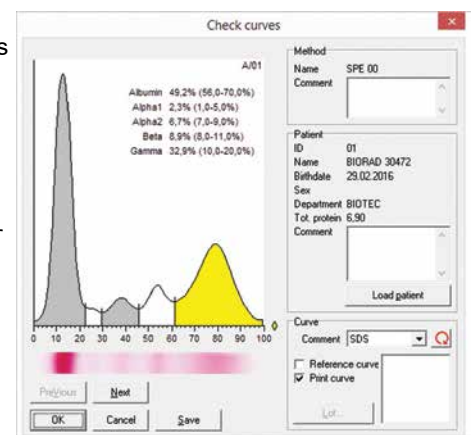 Check curves
s
A/01
Albumin 49,2% (56,0-70,0%)
Alpha1 2,3% (1,0-5,0%)
Alpha2 6,7% (7,0-9,0%)
Beta 8,9% (8,0-11,0%)
Gamma 32,9% (10,0-20,0%)
0 10 20 30 40 50 60 70 80 90 100 0
Previous Next
OK Cancel Save
Method
Name SPE 00
Comment
Patient
ID 01
Name BIORAD 30472
Birthdate 29.02.2016
Sex
Department BIOTEC
Tot. protein 6,90
Comment
Load patient
Curve
Comment SDS
Reference curve
Print curve
Lot...